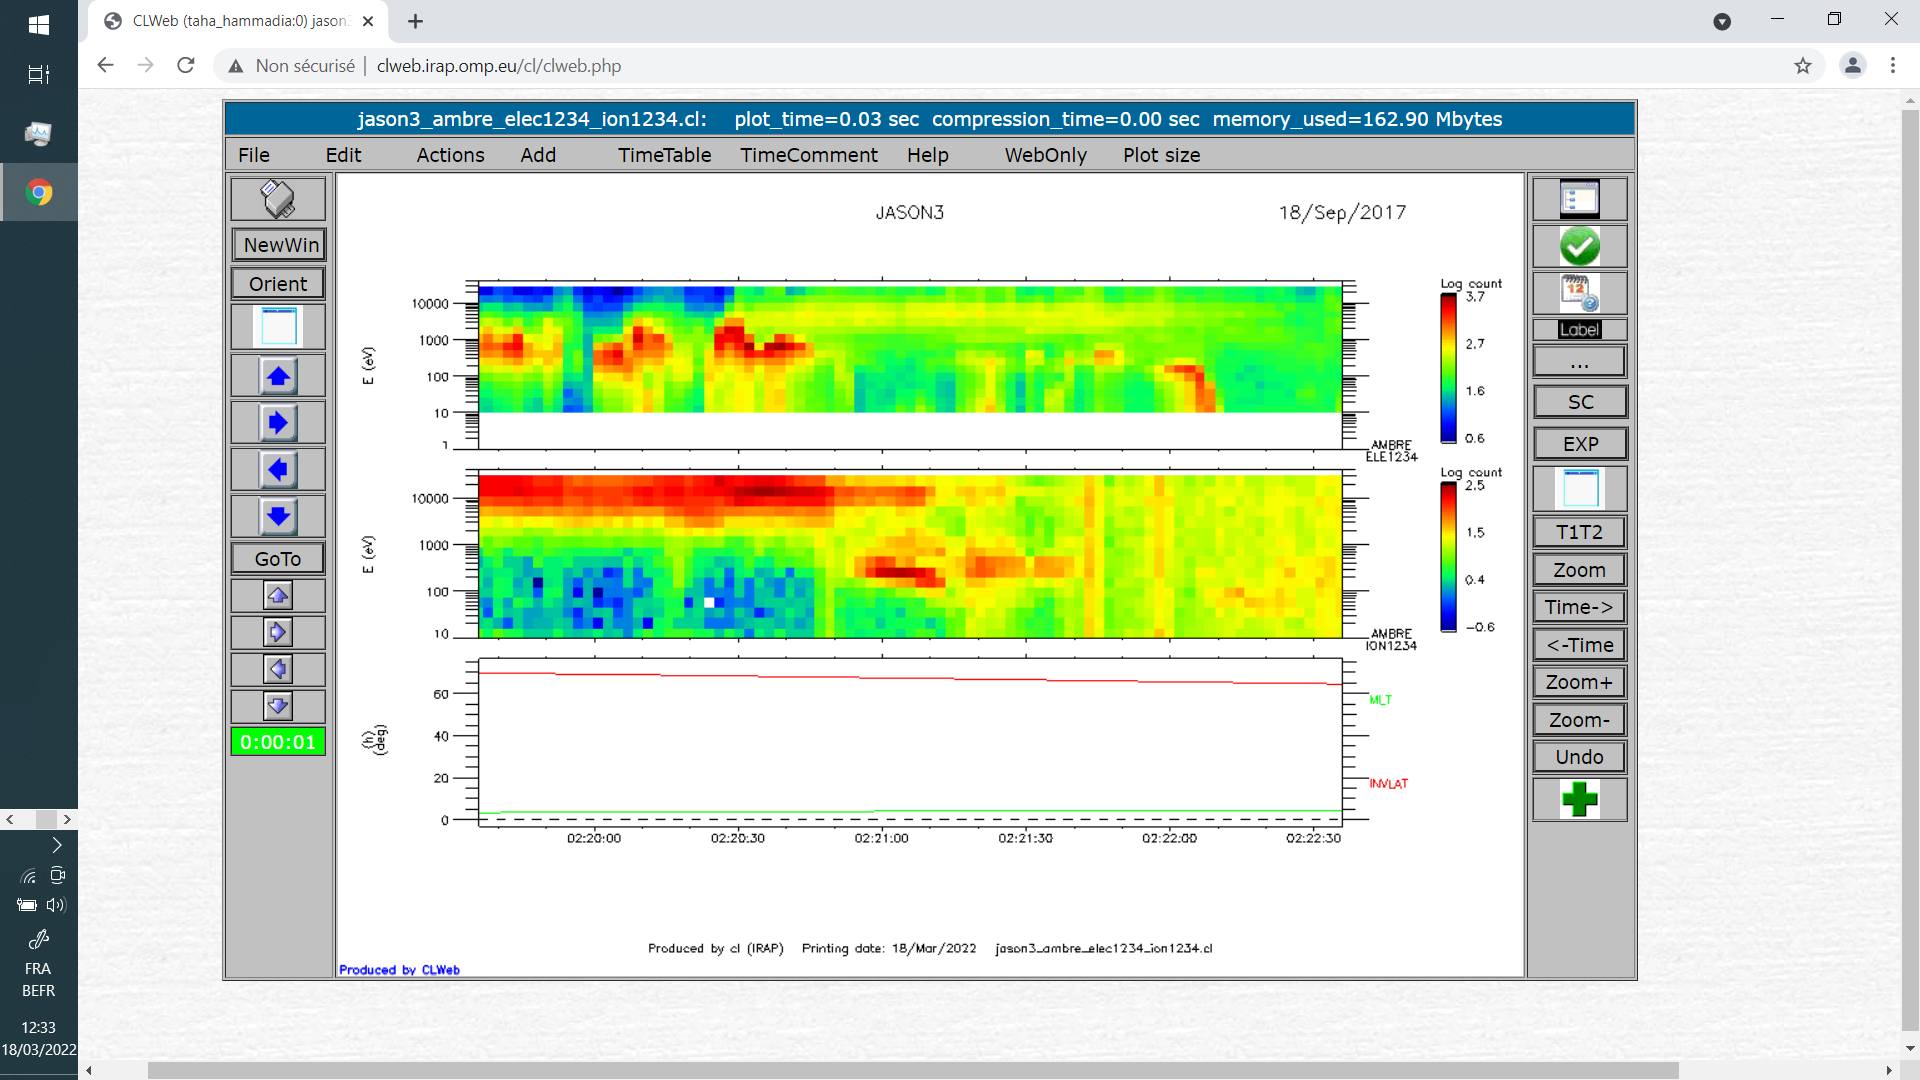 CLWeb (taha_hammadia:0) jason3
Non sécurisé | clweb.irap.omp.eu/cl/clweb.php
jason3_ambre_elec1234_ion1234.cl: plot_time=0.03 sec compression_time=0.00 sec memory_used=162.90 Mbytes
File Edit Actions Add TimeTable TimeComment Help WebOnly Plot size
NewWin
Orient
GoTo
0:00:01
JASON3 18/Sep/2017
E (eV)
10000
1000
100
10
1
Log count
3.7
2.7
1.6
0.6
AMBRE
ELE1234
E (eV)
10000
1000
100
10
Log count
2.5
1.5
0.4
-0.6
AMBRE
ION1234
(h)
(deg)
60
40
20
0
MLT
INVLAT
02:20:00 02:20:30 02:21:00 02:21:30 02:22:00 02:22:30
Produced by cl (IRAP) Printing date: 18/Mar/2022 jason3_ambre_elec1234_ion1234.cl
Produced by CLWeb
12
Label
...
SC
EXP
T1T2
Zoom
Time->
<-Time
Zoom+
Zoom-
Undo
FRA
BEFR
12:33
18/03/2022